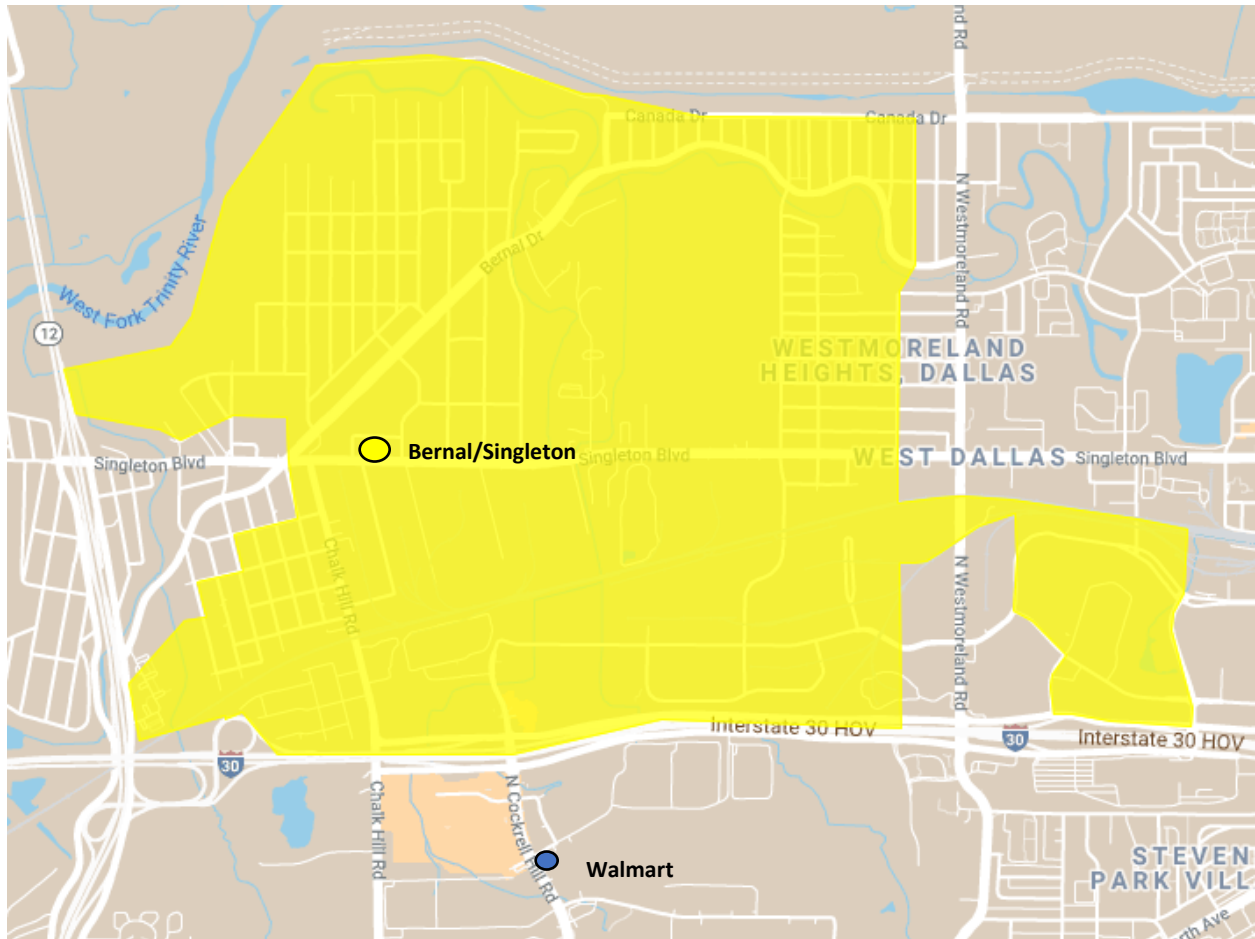 nd Rd
Canada Dr
Canada Dr
N Westmoreland Rd
Bernal Dr
West Fork Trinity River
12
WESTMORELAND
HEIGHTS, DALLAS
Bernal/Singleton
Singleton Blvd
Singleton Blvd
WEST DALLAS
Singleton Blvd
Chalk Hill Rd
N Westmoreland Rd
Interstate 30 HOV
30
Interstate 30 HOV
30
Chalk Hill Rd
N Cockrell Hill Rd
Walmart
STEVEN
PARK VILL
rth Ave